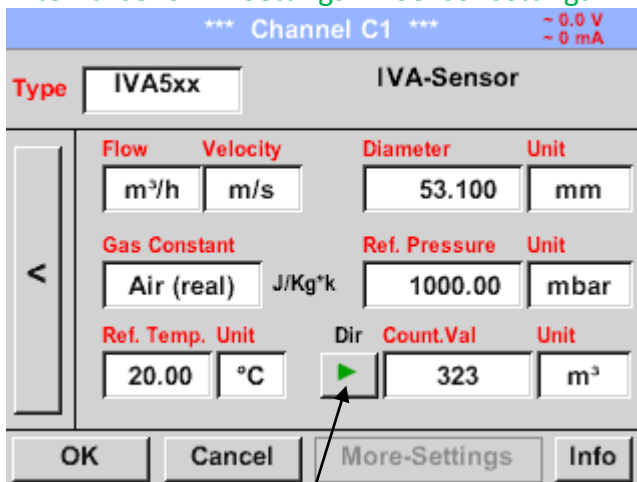 *** Channel C1 ***
~ 0.0 V
~ 0 mA
Type IVA5xx IVA-Sensor
Flow Velocity Diameter Unit
m³/h m/s 53.100 mm
Gas Constant Ref. Pressure Unit
< Air (real) J/Kg*k 1000.00 mbar
Ref. Temp. Unit Dir Count.Val Unit
20.00 °C 323 m³
OK Cancel More-Settings Info